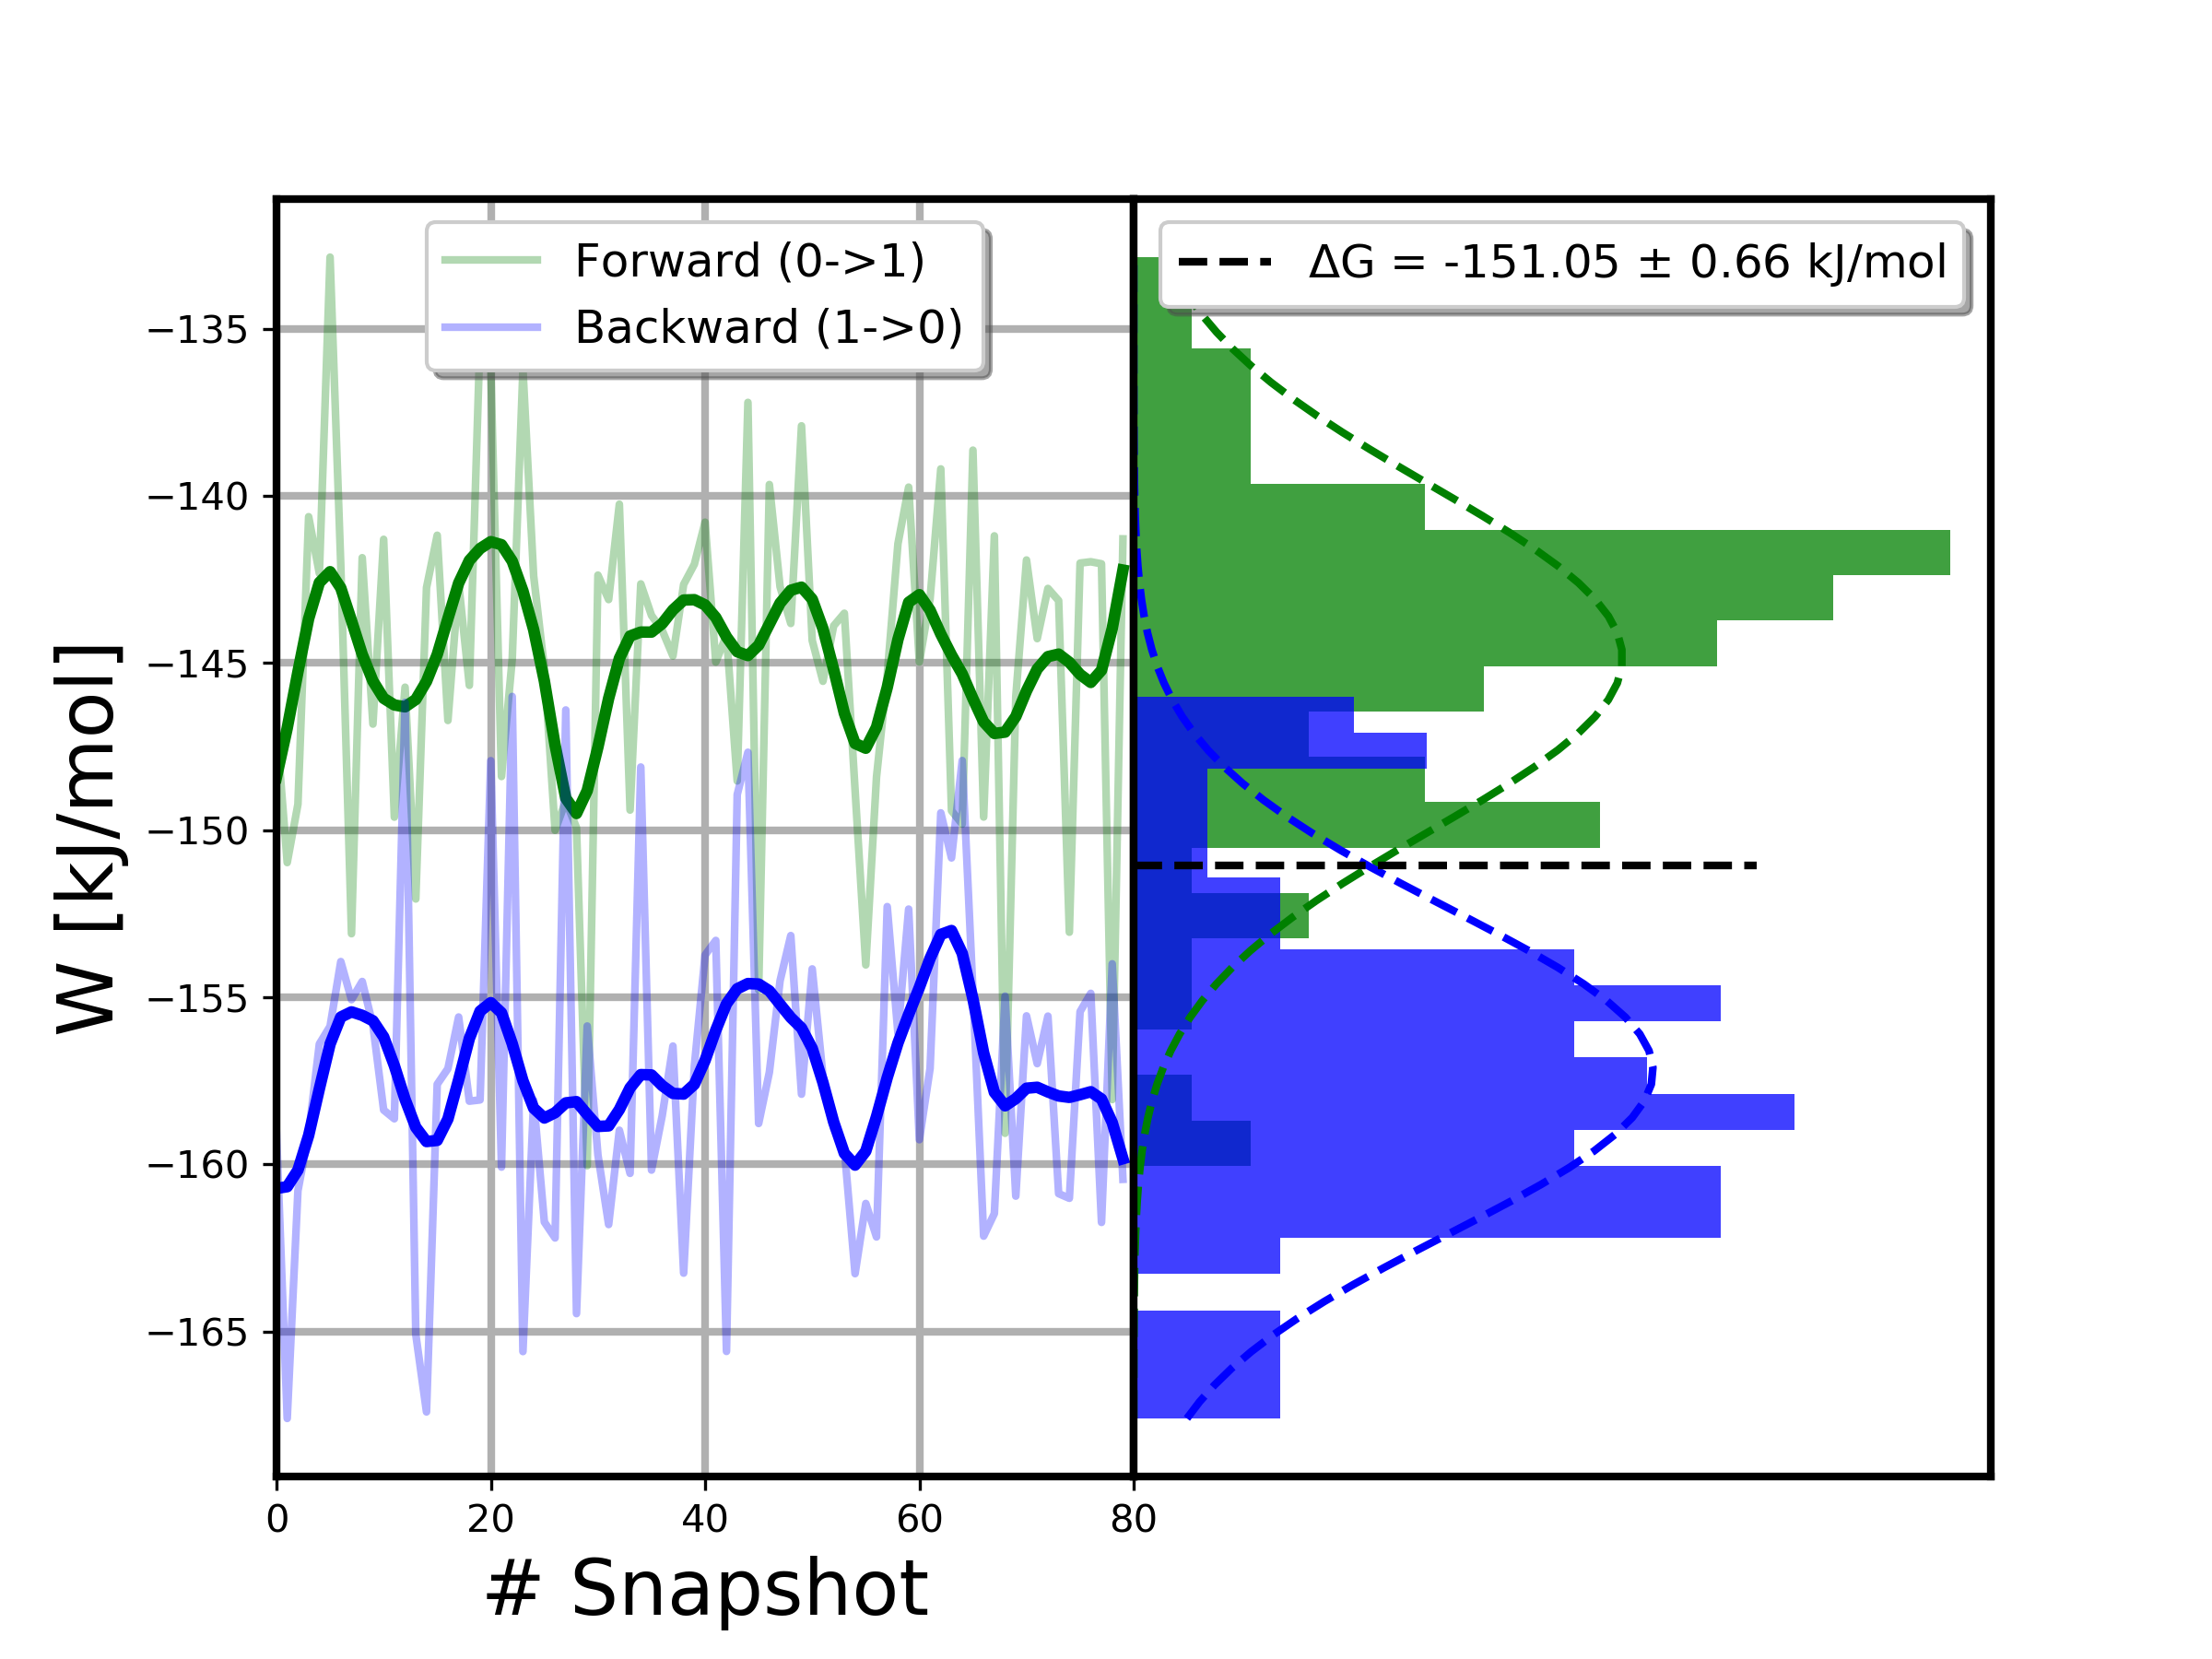 Forward (0->1)
Backward (1->0)
ΔG = -151.05 ± 0.66 kJ/mol
W [kJ/mol]
−135
−140
−145
−150
−155
−160
−165
0 20 40 60 80
# Snapshot